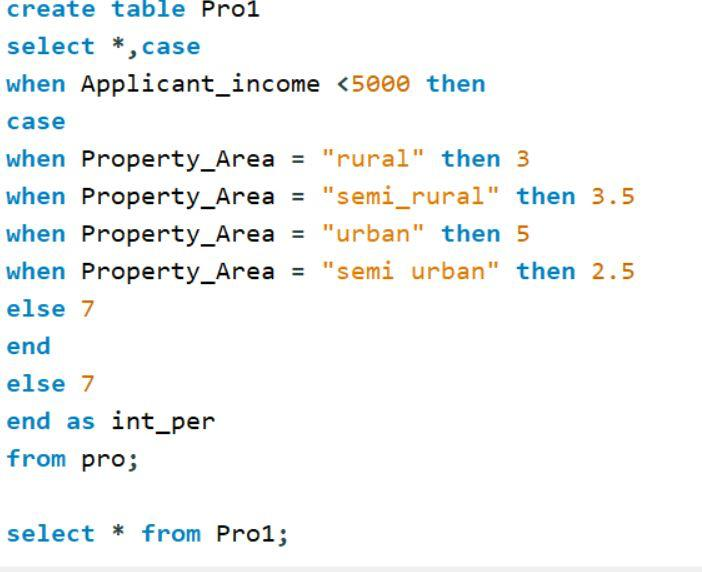 create table Pro1
select *,case
when Applicant_income <5000 then
case
when Property_Area = "rural" then 3
when Property_Area = "semi_rural" then 3.5
when Property_Area = "urban" then 5
when Property_Area = "semi urban" then 2.5
else 7
end
else 7
end as int_per
from pro;
select * from Pro1;